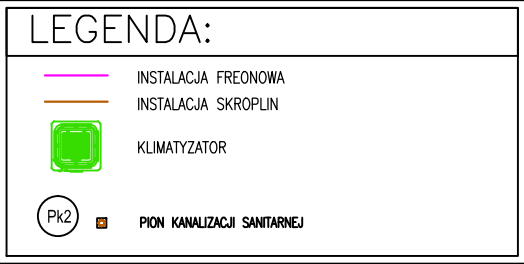 LEGENDA:
INSTALACJA FREONOWA
INSTALACJA SKROPLIN
KLIMATYZATOR
Pk2 PION KANALIZACJI SANITARNEJ